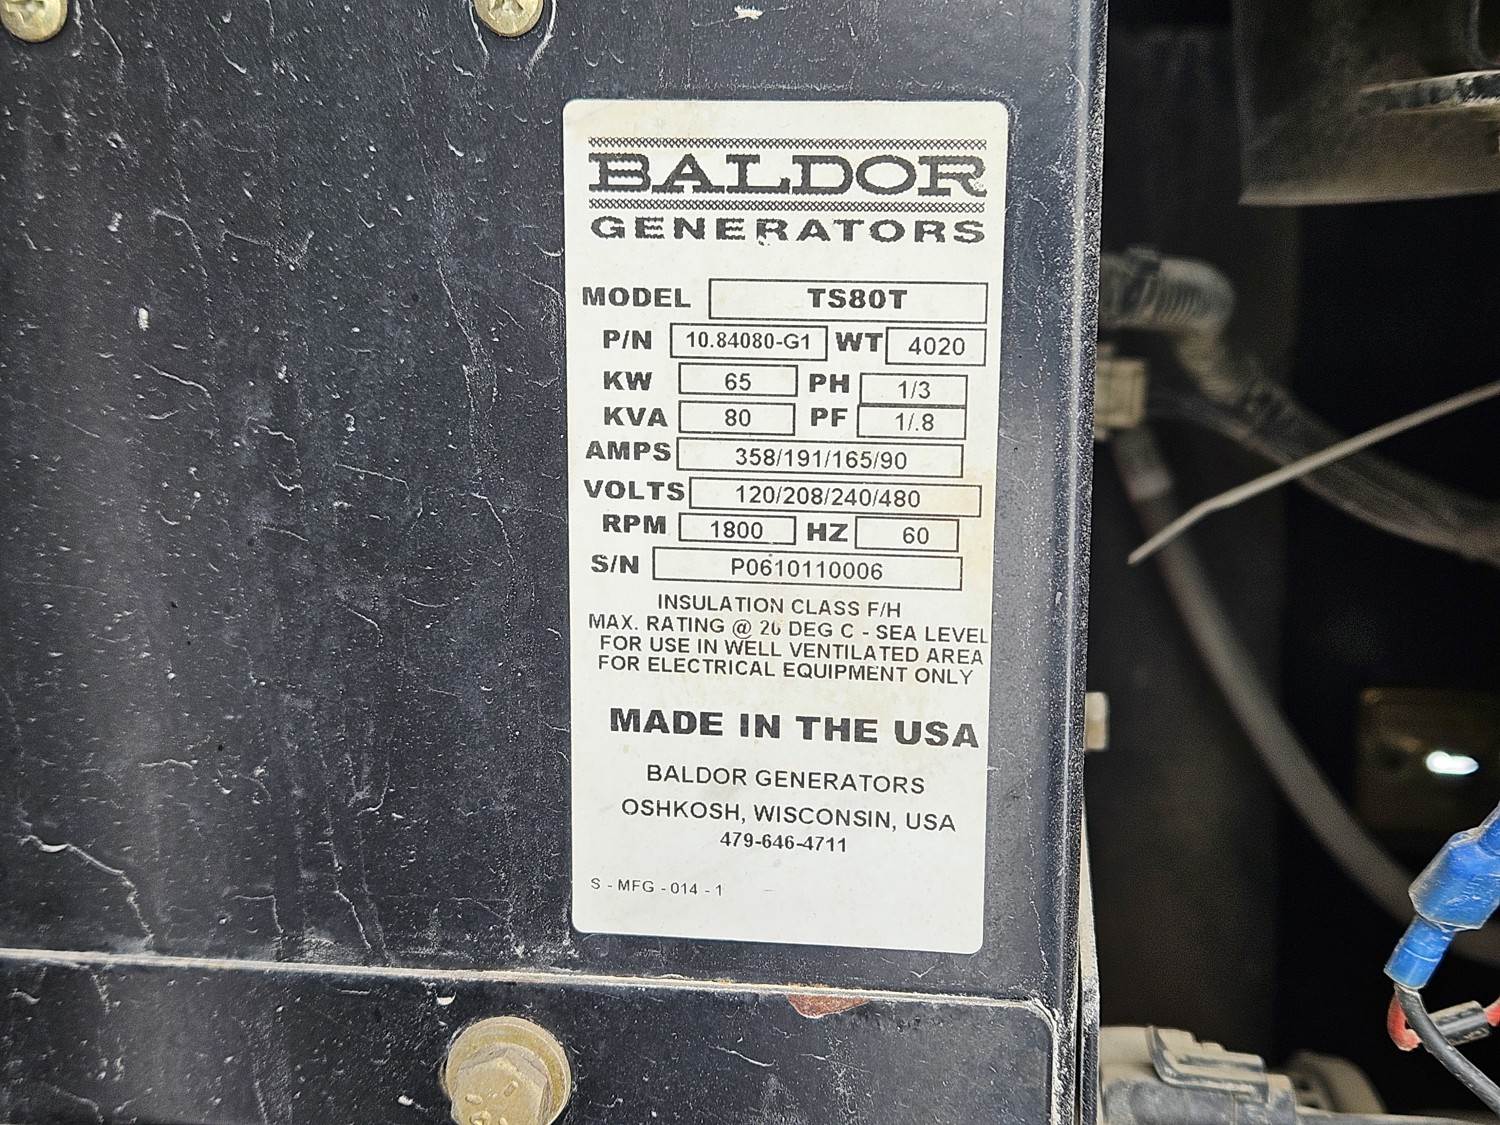 BALDOR
GENERATORS
MODEL TS80T
P/N 10.84080-G1 WT 4020
KW 65 PH 1/3
KVA 80 PF 1/.8
AMPS 358/191/165/90
VOLTS 120/208/240/480
RPM 1800 HZ 60
S/N P0610110006
INSULATION CLASS F/H
MAX. RATING @ DEG C - SEA LEVEL
FOR USE IN WELL VENTILATED AREA
FOR ELECTRICAL EQUIPMENT ONLY
MADE IN THE USA
BALDOR GENERATORS
OSHKOSH, WISCONSIN, USA
479-646-4711
S - MFG - 014 - 1